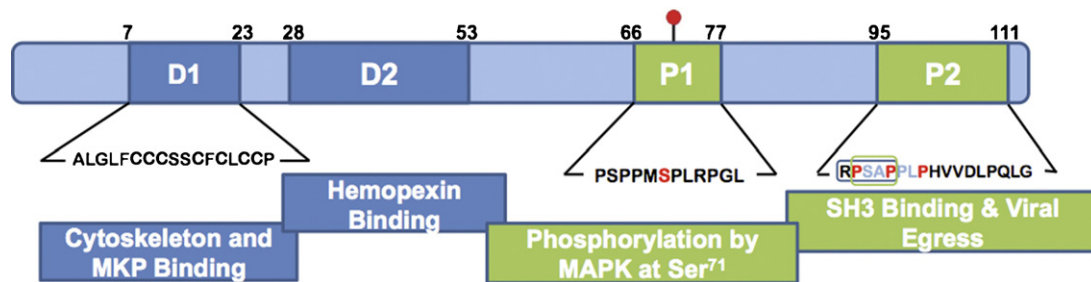 7 23 28 53 66 77 95 111
D1 D2 P1 P2
ALGLFCCCSSCFCLCCP
PSPPMSPLRPGL
RPSAPPLPHVVDLPQLG
Hemopexin
Binding
SH3 Binding & Viral
Egress
Cytoskeleton and
MKP Binding
Phosphorylation by
MAPK at Ser⁷¹